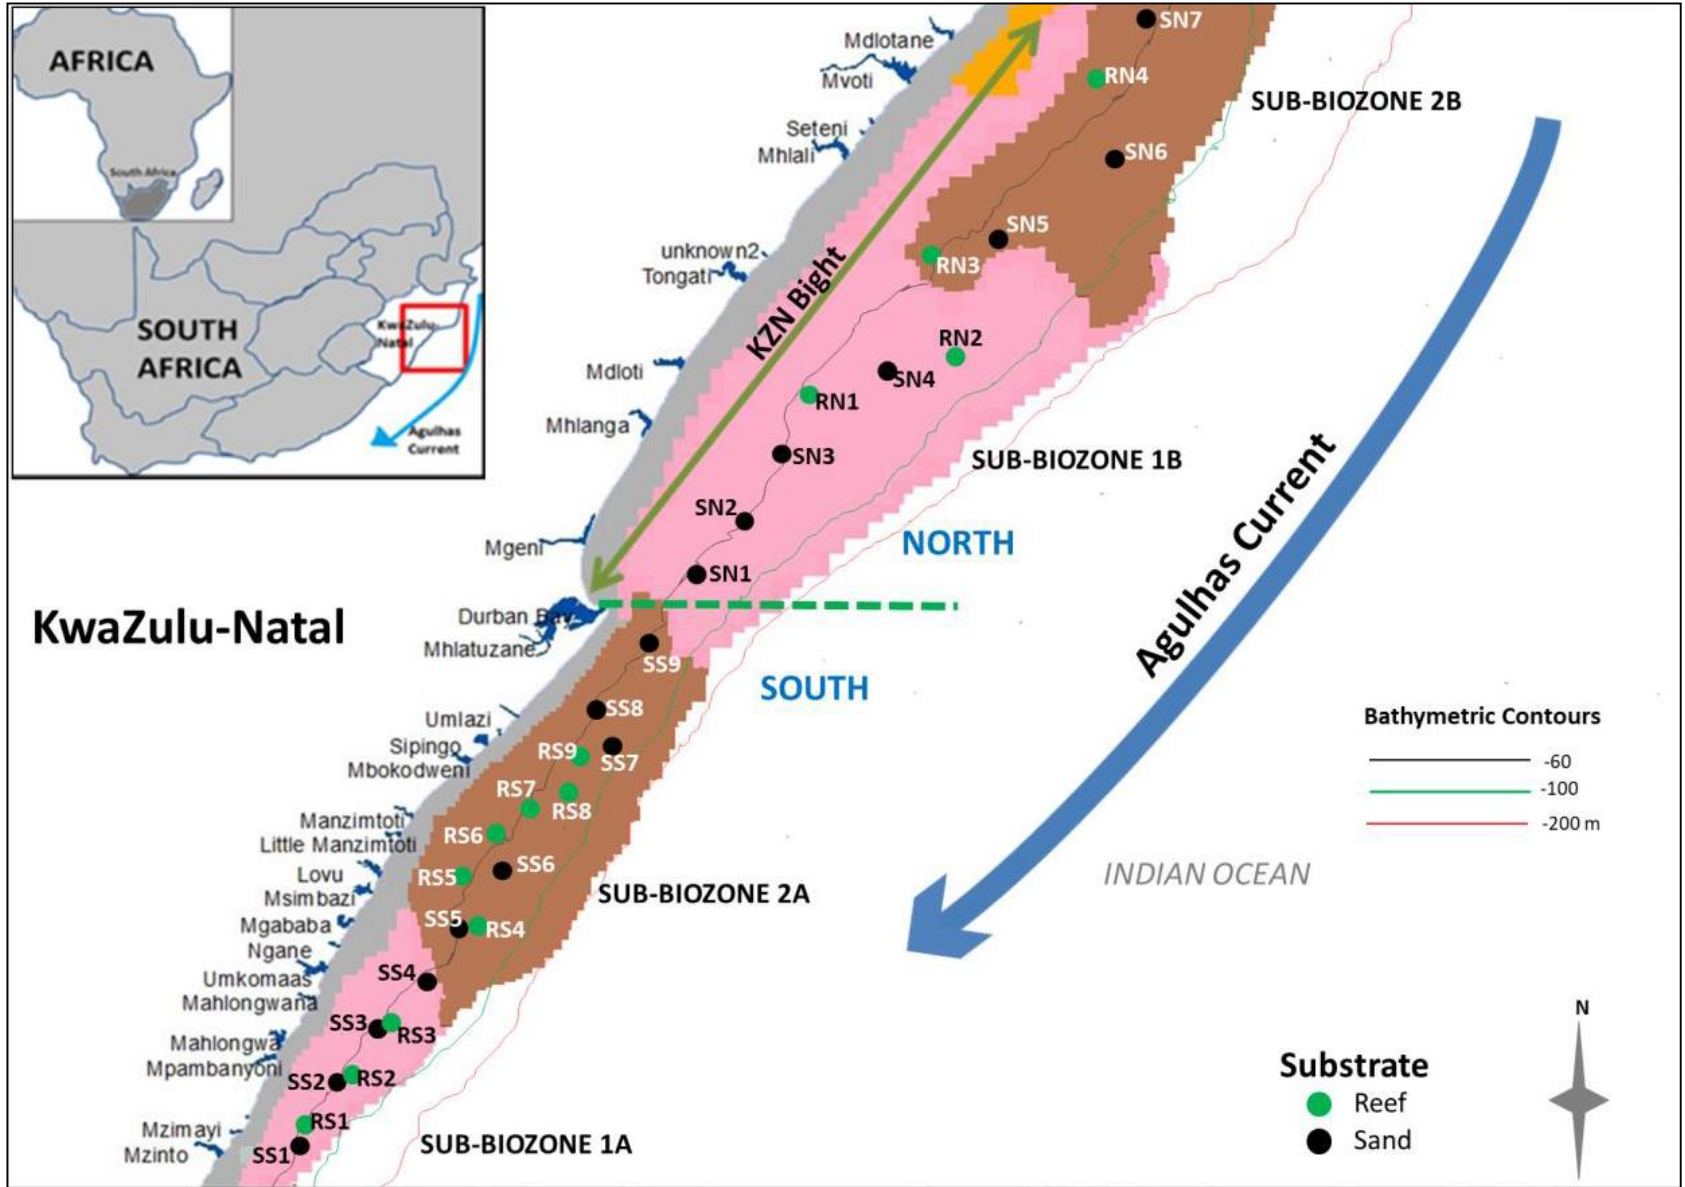 AFRICA
South Africa
SOUTH
AFRICA
KwaZulu-
Natal
Agulhas
Current
SN7
Mdlotane
RN4
Mvoti
SUB-BIOZONE 2B
Seteni
Mhlali
SN6
SN5
unknown2
Tongati
RN3
KZN Bight
RN2
Mdloti
SN4
RN1
Mhlanga
SN3
SUB-BIOZONE 1B
SN2
Mgeni
NORTH
SN1
Agulhas Current
Durban Bay
KwaZulu-Natal
Mhlatuzane
SS9
SOUTH
SS8
Umlazi
Bathymetric Contours
-60
-100
-200 m
Sipingo
RS9
SS7
Mbokodweni
RS7
RS8
Manzimtoti
RS6
Little Manzimtoti
SS6
Lovu
RS5
INDIAN OCEAN
Msimbazi
SUB-BIOZONE 2A
Mgababa
SS5
RS4
Ngane
SS4
Umkomaas
Mahlongwana
N
SS3
RS3
Mahlongwa
Mpambanyoni
SS2
RS2
Substrate
Reef
Sand
RS1
Mzimayi
SUB-BIOZONE 1A
Mzinto
SS1